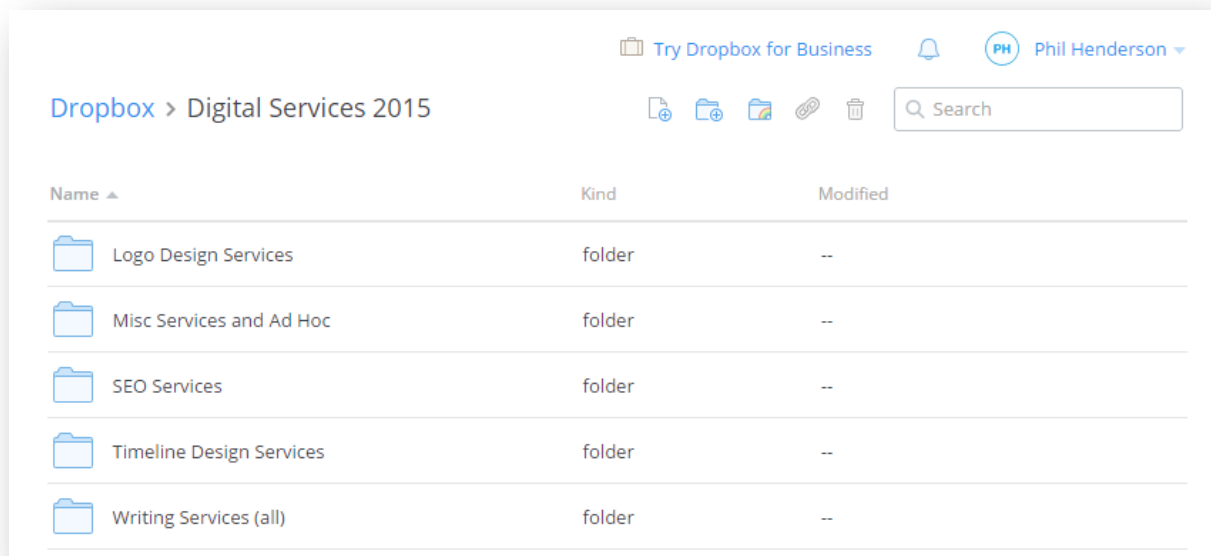 Try Dropbox for Business PH Phil Henderson
Dropbox > Digital Services 2015 Search
Name Kind Modified
Logo Design Services folder --
Misc Services and Ad Hoc folder --
SEO Services folder --
Timeline Design Services folder --
Writing Services (all) folder --